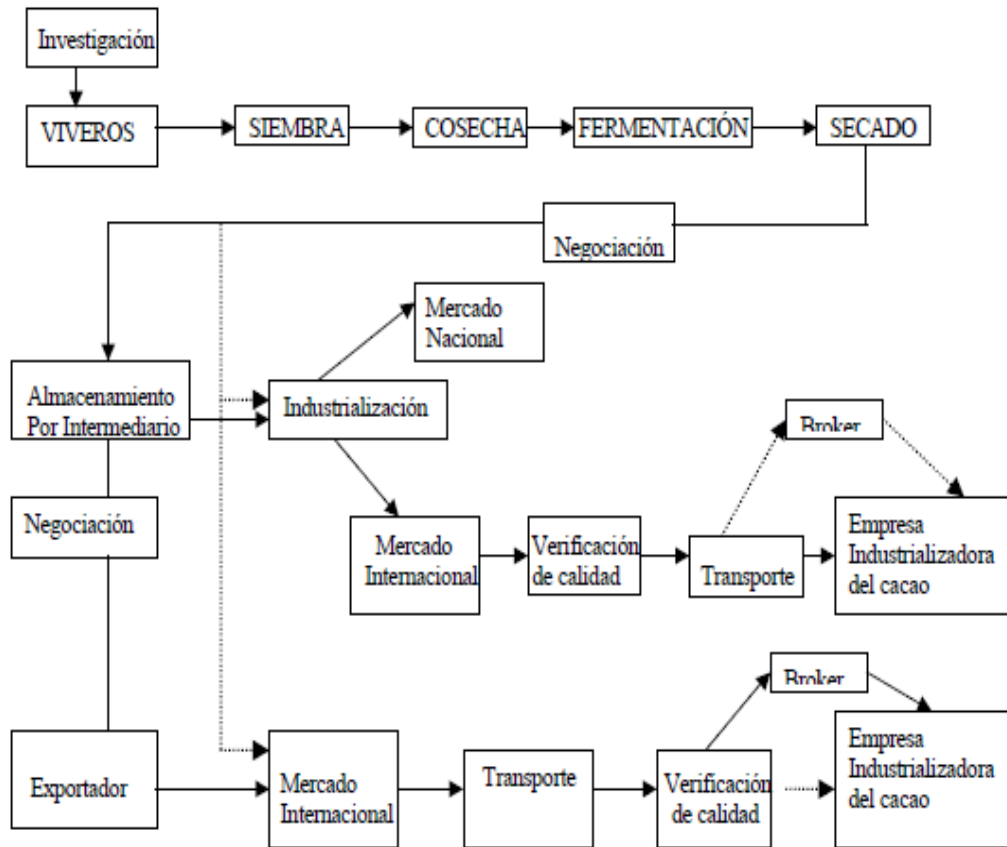 Investigación
VIVEROS
SIEMBRA
COSECHA
FERMENTACIÓN
SECADO
Negociación
Mercado
Nacional
Almacenamiento
Por Intermediario
Industrialización
Broker
Negociación
Mercado
Internacional
Verificación
de calidad
Transporte
Empresa
Industrializadora
del cacao
Broker
Exportador
Mercado
Internacional
Transporte
Verificación
de calidad
Empresa
Industrializadora
del cacao